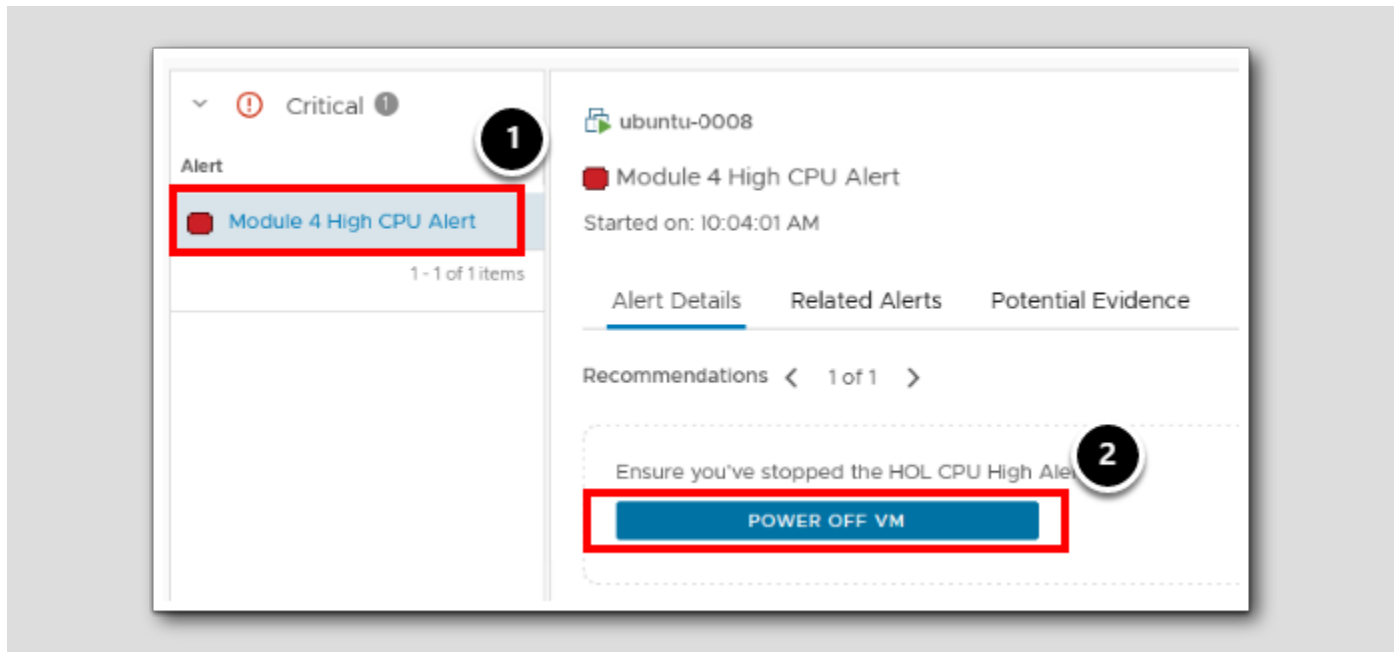 Critical 1
1
Alert
Module 4 High CPU Alert
1 - 1 of 1 items
ubuntu-0008
Module 4 High CPU Alert
Started on: 10:04:01 AM
Alert Details Related Alerts Potential Evidence
Recommendations < 1 of 1 >
2
Ensure you've stopped the HOL CPU High
POWER OFF VM